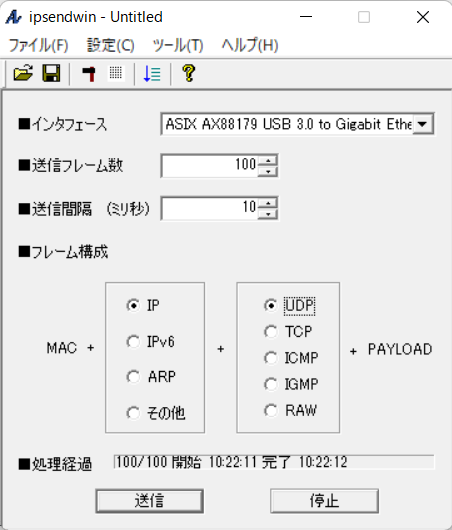 ipsendwin - Untitled
ファイル(F) 設定(C) ツール(T) ヘルプ(H)
■インタフェース ASIX AX88179 USB 3.0 to Gigabit Ethe
■送信フレーム数 100
■送信間隔 (ミリ秒) 10
■フレーム構成
MAC + + + PAYLOAD
IP
IPv6
ARP
その他
UDP
TCP
ICMP
IGMP
RAW
■処理経過 100/100 開始 10:22:11 完了 10:22:12
送信 停止